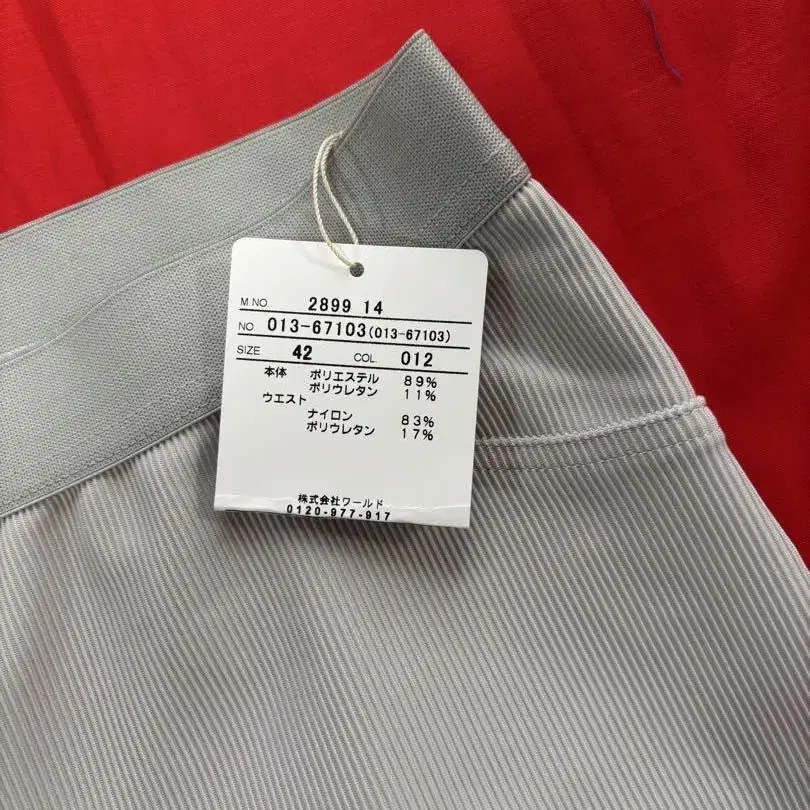 M NO. 2899 14
NO 013-67103(013-67103)
SIZE 42 COL. 012
本体 ポリエステル 89%
ポリウレタン 11%
ウエスト
ナイロン 83%
ポリウレタン 17%
株式会社ワールド
0120-977-917